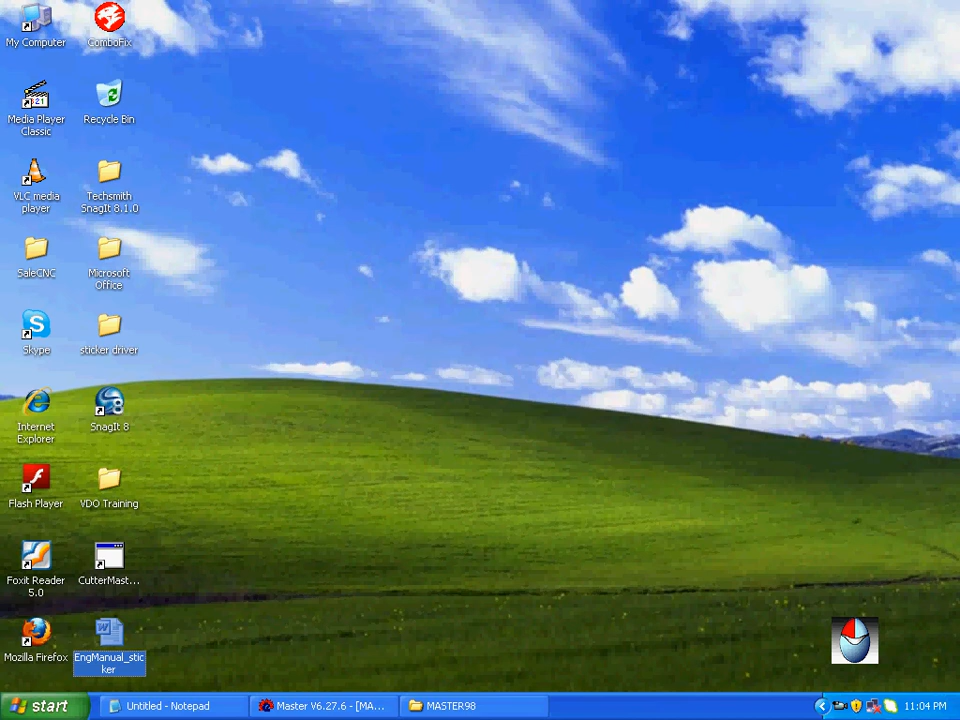 My Computer
ComboFix
Media Player
Classic
Recycle Bin
VLC media
player
Techsmith
SnagIt 8.1.0
SaleCNC
Microsoft
Office
Skype
sticker driver
Internet
Explorer
SnagIt 8
Flash Player
VDO Training
Foxit Reader
5.0
CutterMast...
Mozilla Firefox
EngManual_stic
ker
start
Untitled - Notepad
Master V6.27.6 - [MA...
MASTER98
11:04 PM